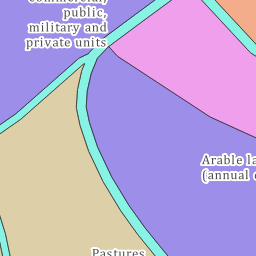 commercial,
public,
military and
private units
Arable la
(annual c
Pastures